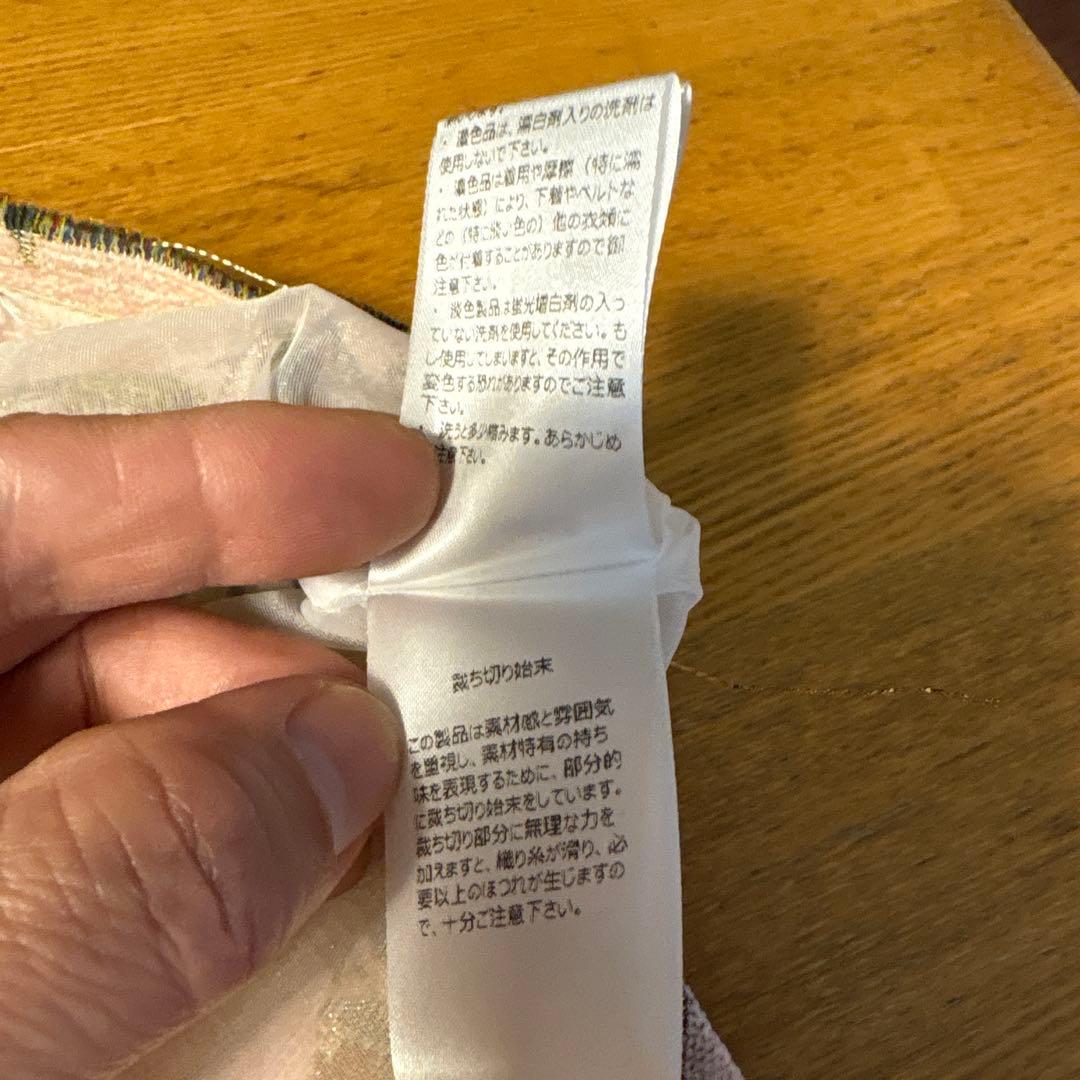 ・ 濃色品は、漂白剤入りの洗剤は
使用しないで下さい。
・ 濃色品は着用や摩擦（特に濡
れた状態）により、下着やベルトな
どの（特に淡い色の）他の衣類に
色が付着することがありますので御
注意下さい。
・ 淡色製品は蛍光増白剤の入っ
ていない洗剤を使用してください。も
し使用してしまいますと、その作用で
変色する恐れがありますのでご注意
下さい。
・ 洗うと多少縮みます。あらかじめ
注意下さい。
裁ち切り始末
この製品は素材感と雰囲気
を重視し、素材特有の持ち
味を表現するために、部分的
に裁ち切り始末をしています。
裁ち切り部分に無理な力を
加えますと、織り糸が滑り、必
要以上のほつれが生じますの
で、十分ご注意下さい。